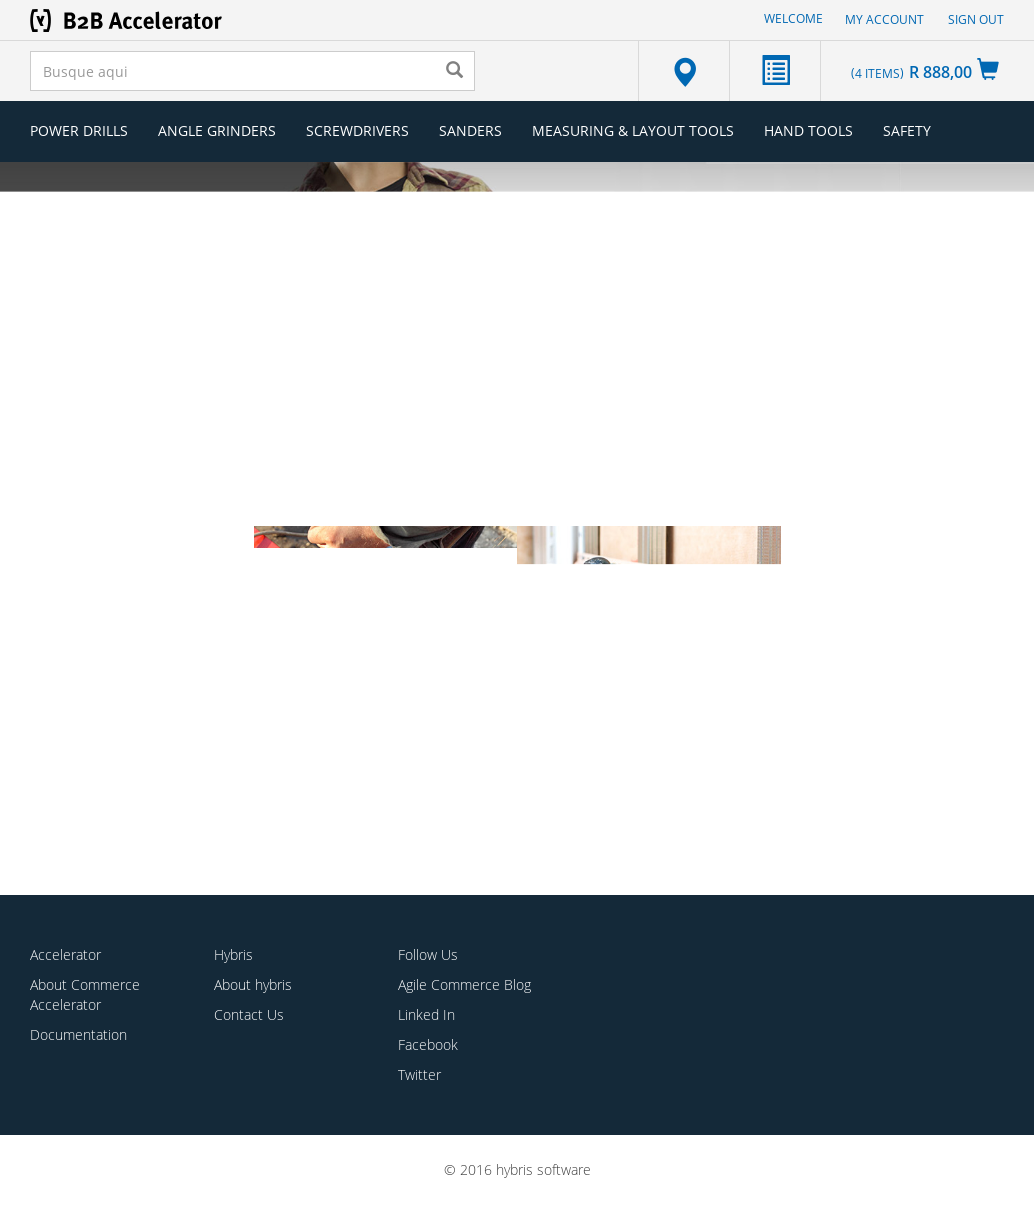 B2B Accelerator
WELCOME MY ACCOUNT SIGN OUT
Busque aqui
(4 ITEMS) R 888,00
POWER DRILLS ANGLE GRINDERS SCREWDRIVERS SANDERS MEASURING & LAYOUT TOOLS HAND TOOLS SAFETY
Accelerator
About Commerce
Accelerator
Documentation
Hybris
About hybris
Contact Us
Follow Us
Agile Commerce Blog
Linked In
Facebook
Twitter
© 2016 hybris software